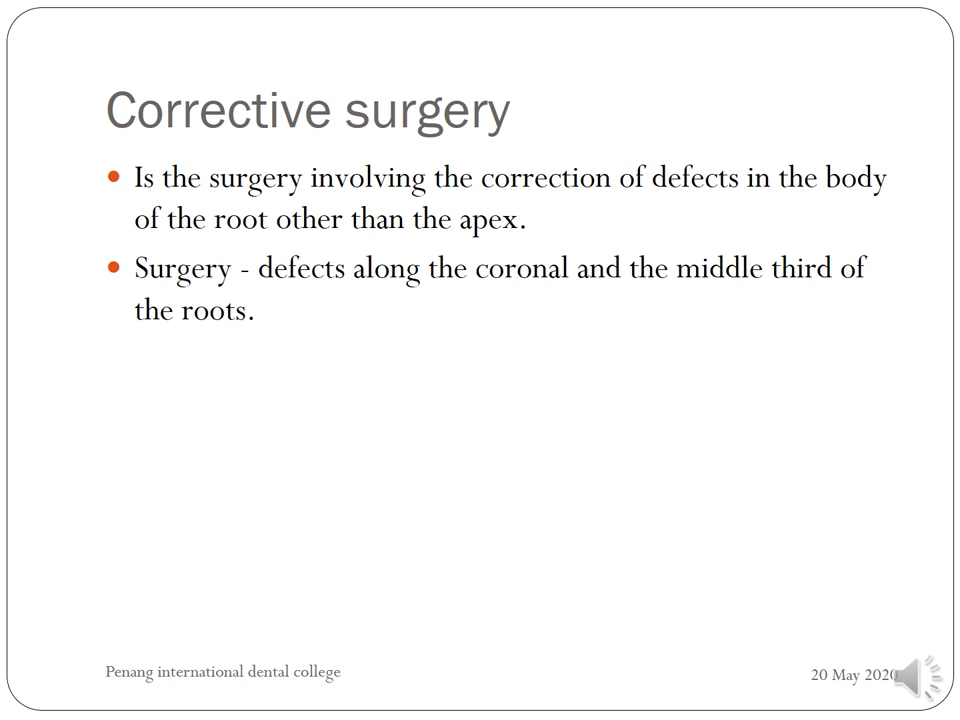 Corrective surgery
Is the surgery involving the correction of defects in the body
of the root other than the apex.
Surgery - defects along the coronal and the middle third of
the roots.
Penang international dental college
20 May 2020